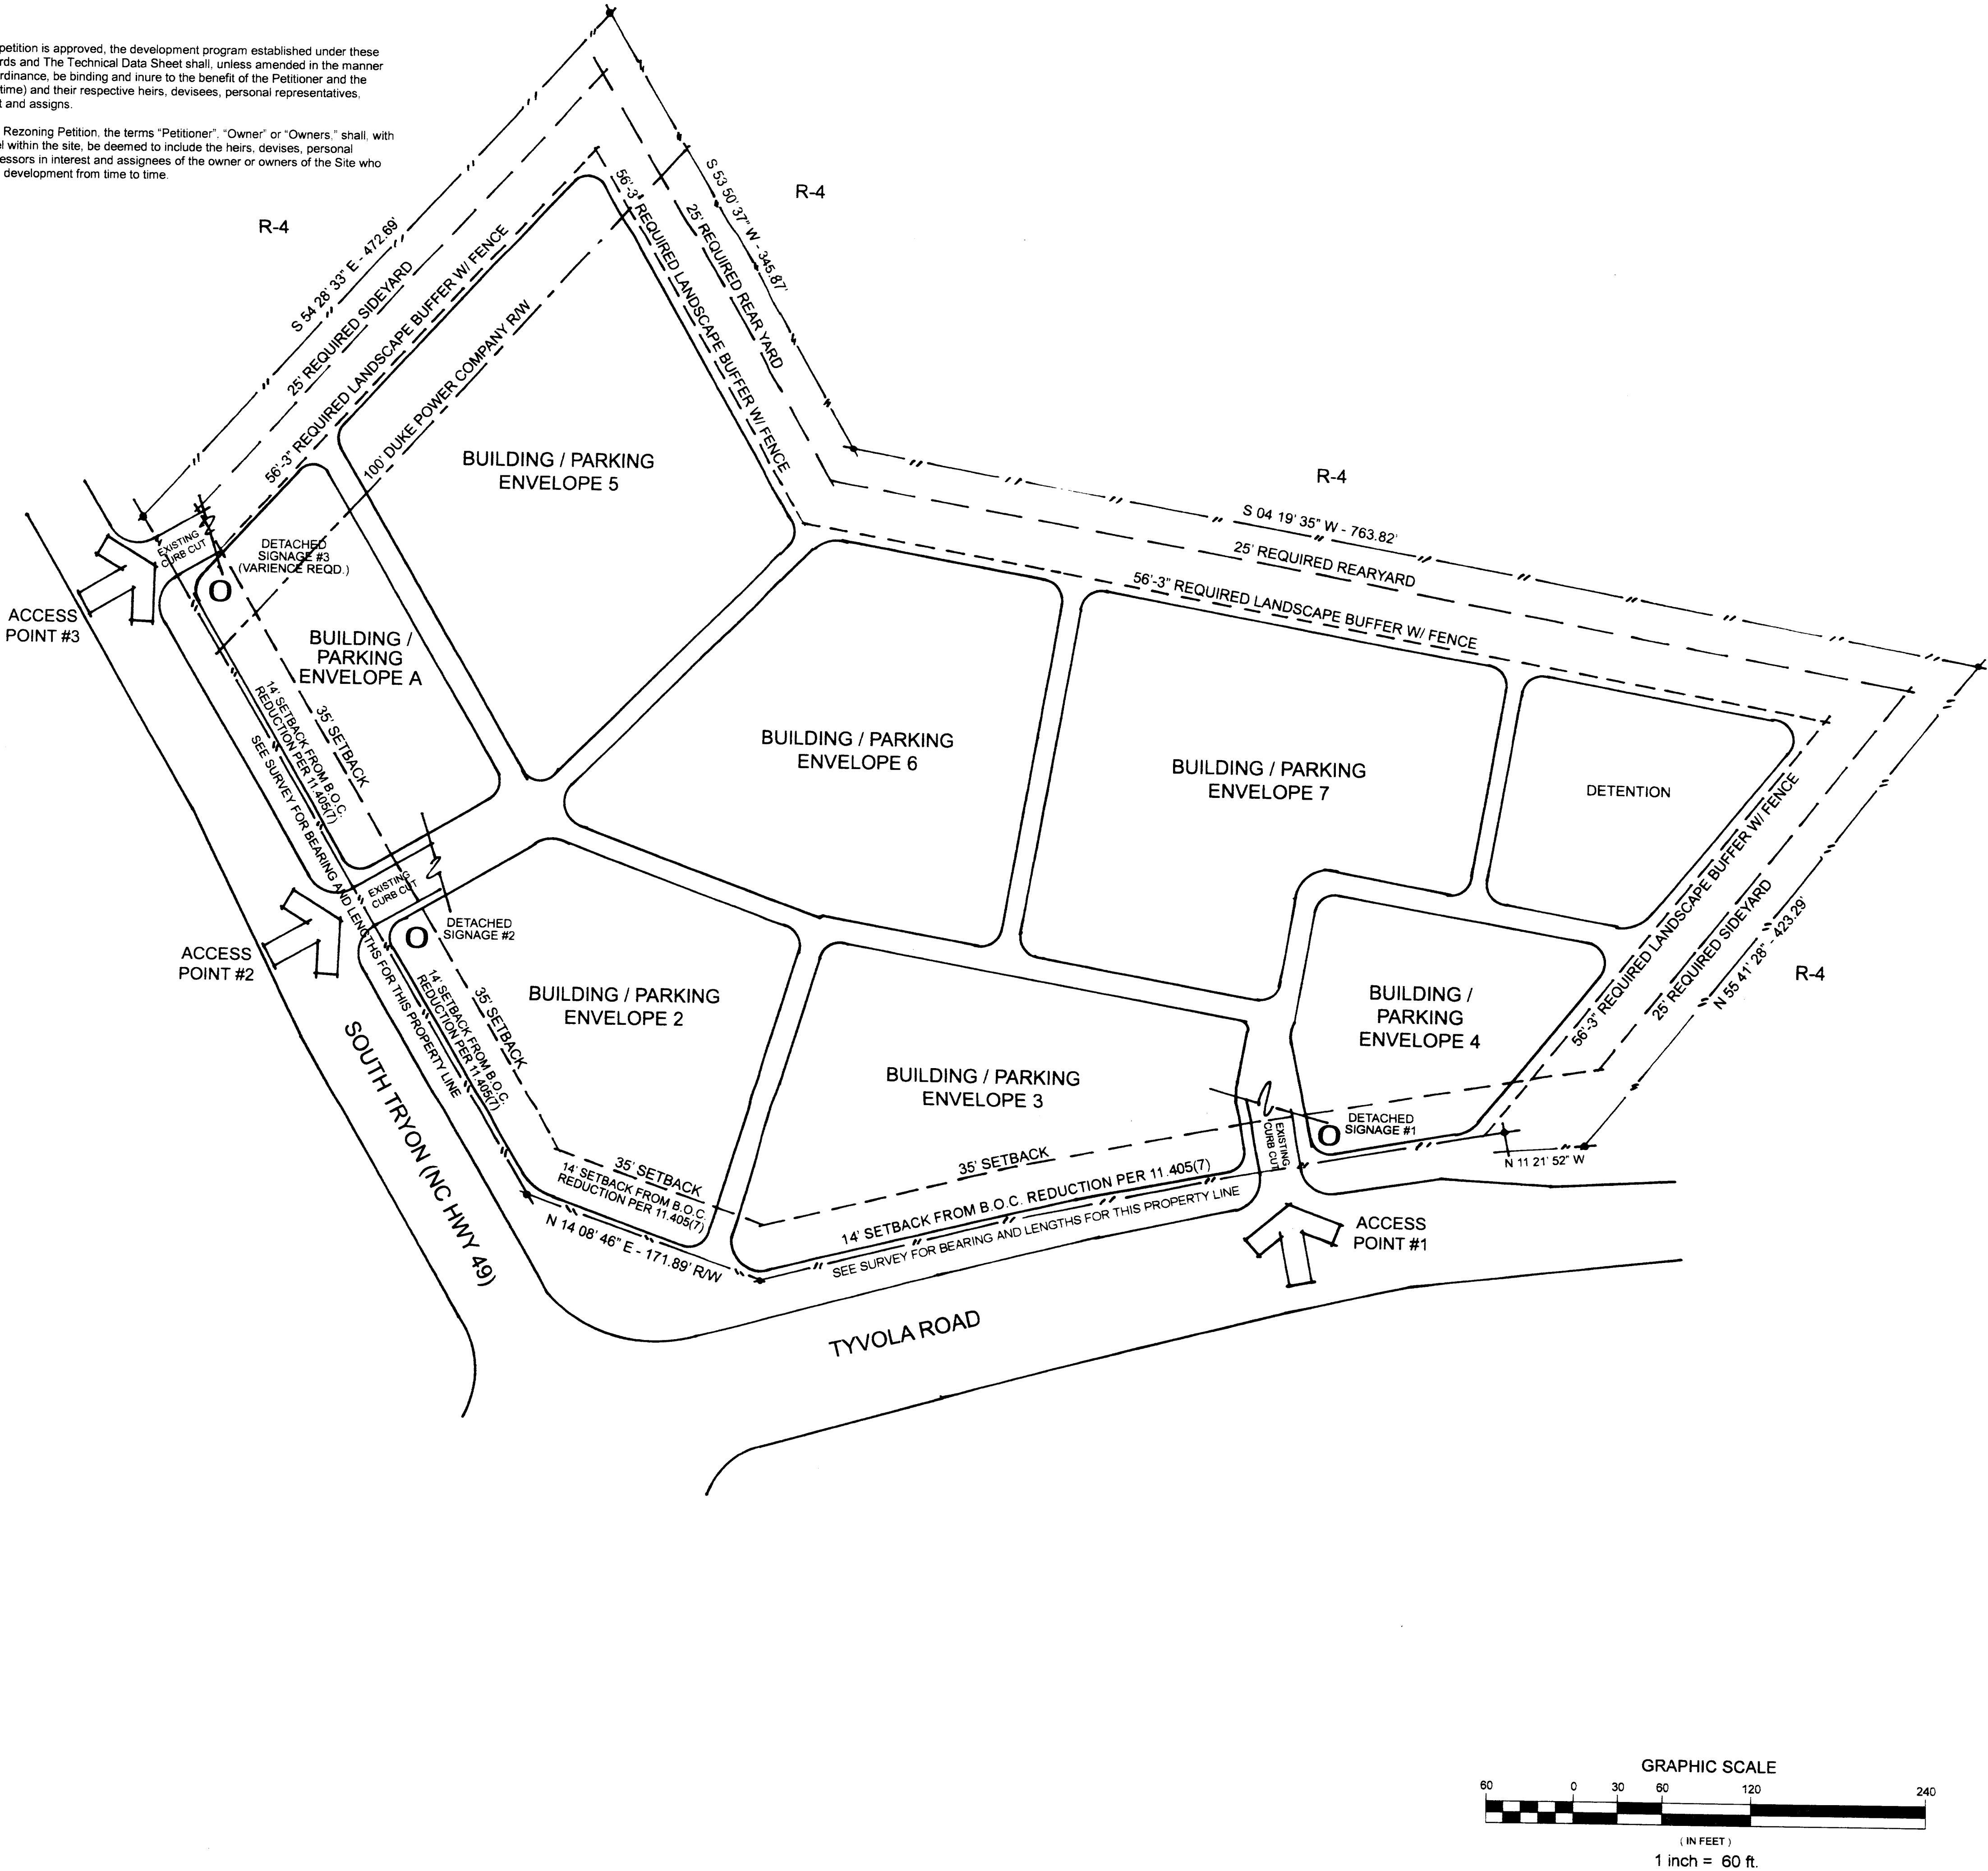 petition is approved, the development program established under these
rds and The Technical Data Sheet shall, unless amended in the manner
rdinance, be binding and inure to the benefit of the Petitioner and the
time) and their respective heirs, devisees, personal representatives,
t and assigns.
Rezoning Petition, the terms "Petitioner". "Owner" or "Owners," shall, with
el within the site, be deemed to include the heirs, devises, personal
essors in interest and assignees of the owner or owners of the Site who
development from time to time.
R-4
R-4
R-4
R-4
S 54 28' 33" E - 472.69'
25' REQUIRED SIDEYARD
56'-3" REQUIRED LANDSCAPE BUFFER W/ FENCE
100' DUKE POWER COMPANY R/W
S 53 50' 37" W - 345.87'
25' REQUIRED REAR YARD
56'-3" REQUIRED LANDSCAPE BUFFER W/ FENCE
BUILDING / PARKING
ENVELOPE 5
S 04 19' 35" W - 763.82'
25' REQUIRED REARYARD
56'-3" REQUIRED LANDSCAPE BUFFER W/ FENCE
EXISTING
CURB CUT
DETACHED
SIGNAGE #3
(VARIENCE REQD.)
O
ACCESS
POINT #3
BUILDING /
PARKING
ENVELOPE A
35' SETBACK
14' SETBACK FROM B.O.C.
REDUCTION PER 11.405(7)
SEE SURVEY FOR BEARING AND LENGTHS FOR THIS PROPERTY LINE
BUILDING / PARKING
ENVELOPE 6
BUILDING / PARKING
ENVELOPE 7
DETENTION
56'-3" REQUIRED LANDSCAPE BUFFER W/ FENCE
25' REQUIRED SIDEYARD
N 55 41' 28" - 423.29'
EXISTING
CURB CUT
DETACHED
SIGNAGE #2
O
ACCESS
POINT #2
BUILDING / PARKING
ENVELOPE 2
35' SETBACK
14' SETBACK FROM B.O.C.
REDUCTION PER 11.405(7)
SOUTH TRYON (NC HWY 49)
BUILDING / PARKING
ENVELOPE 3
BUILDING /
PARKING
ENVELOPE 4
DETACHED
SIGNAGE #1
O
EXISTING
CURB CUT
N 11 21' 52" W
35' SETBACK
14' SETBACK FROM B.O.C.
REDUCTION PER 11.405(7)
N 14 08' 46" E - 171.89' R/W
35' SETBACK
14' SETBACK FROM B.O.C. REDUCTION PER 11.405(7)
SEE SURVEY FOR BEARING AND LENGTHS FOR THIS PROPERTY LINE
ACCESS
POINT #1
TYVOLA ROAD
GRAPHIC SCALE
60 0 30 60 120 240
( IN FEET )
1 inch = 60 ft.